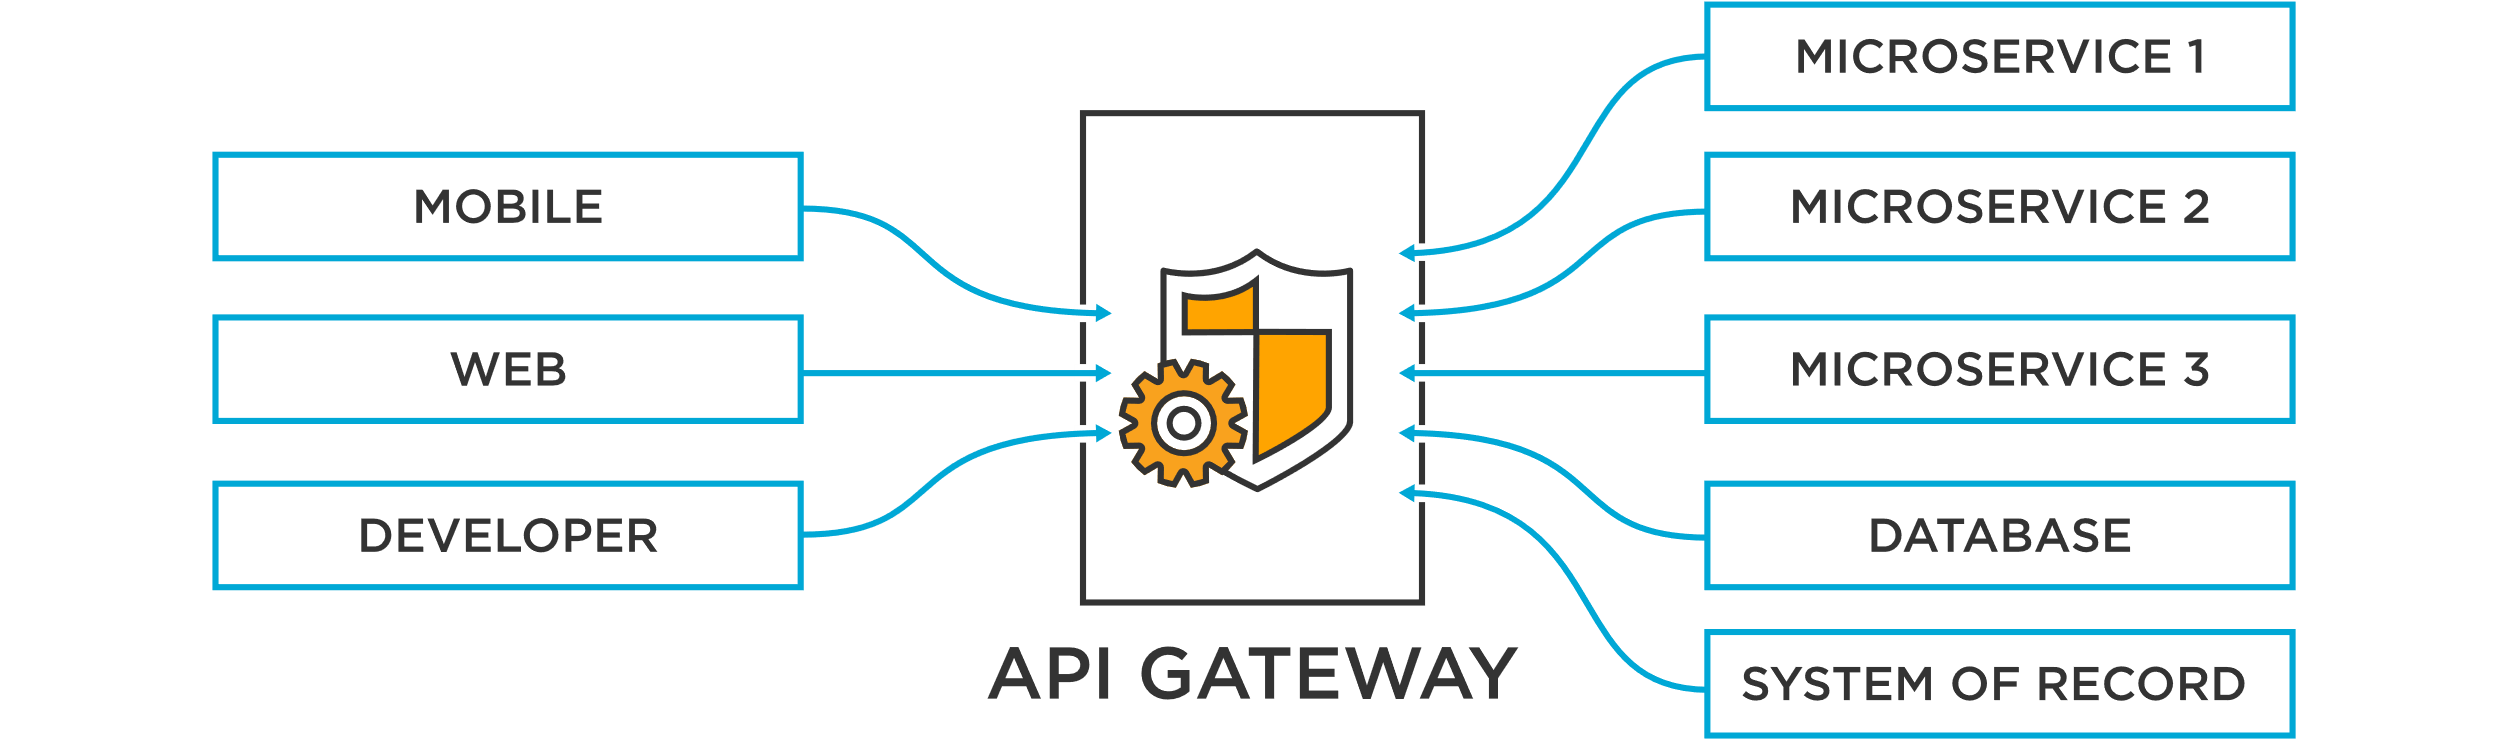 MOBILE
WEB
DEVELOPER
API GATEWAY
MICROSERVICE 1
MICROSERVICE 2
MICROSERVICE 3
DATABASE
SYSTEM OF RECORD